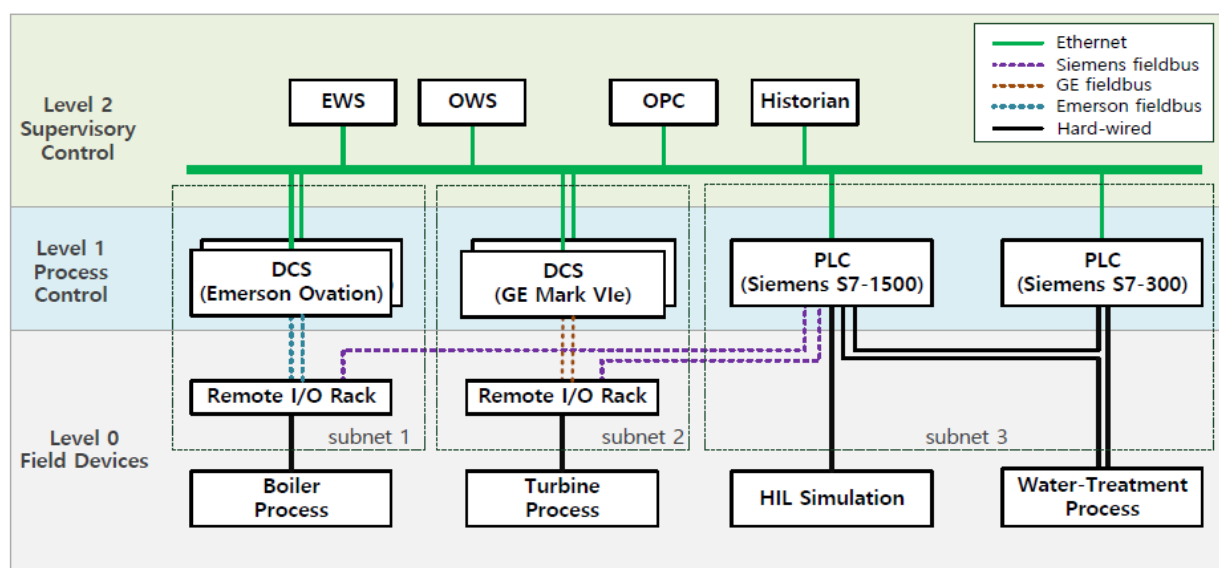 Ethernet
Siemens fieldbus
GE fieldbus
Emerson fieldbus
Hard-wired
Level 2
Supervisory
Control
EWS
OWS
OPC
Historian
Level 1
Process
Control
DCS
(Emerson Ovation)
DCS
(GE Mark VIe)
PLC
(Siemens S7-1500)
PLC
(Siemens S7-300)
Level 0
Field Devices
Remote I/O Rack
Remote I/O Rack
subnet 1
subnet 2
subnet 3
Boiler
Process
Turbine
Process
HIL Simulation
Water-Treatment
Process